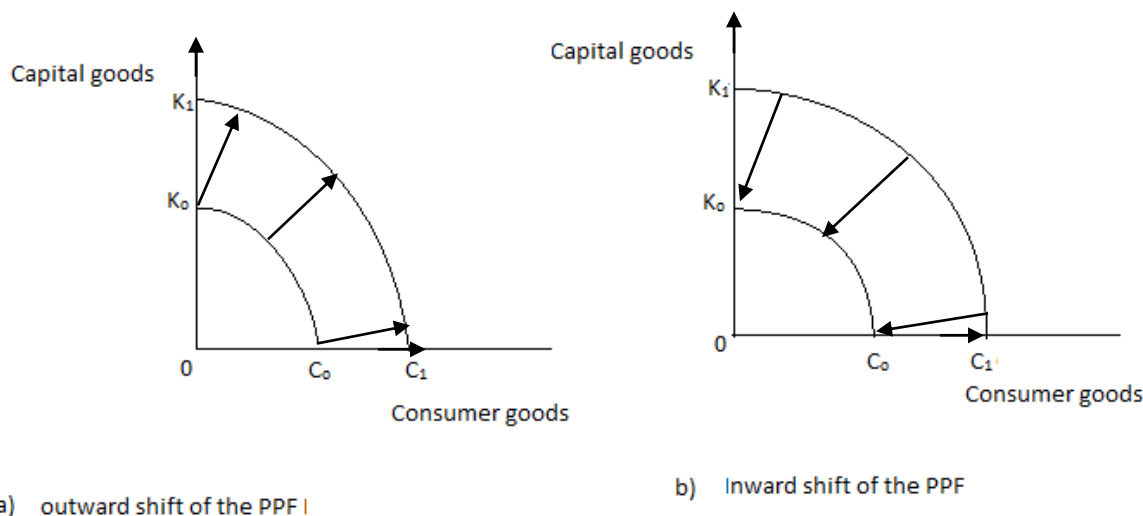 Capital goods
K₁
K₀
0
C₀ C₁
Consumer goods
a) outward shift of the PPF
Capital goods
K₁
K₀
0
C₀ C₁
Consumer goods
b) Inward shift of the PPF